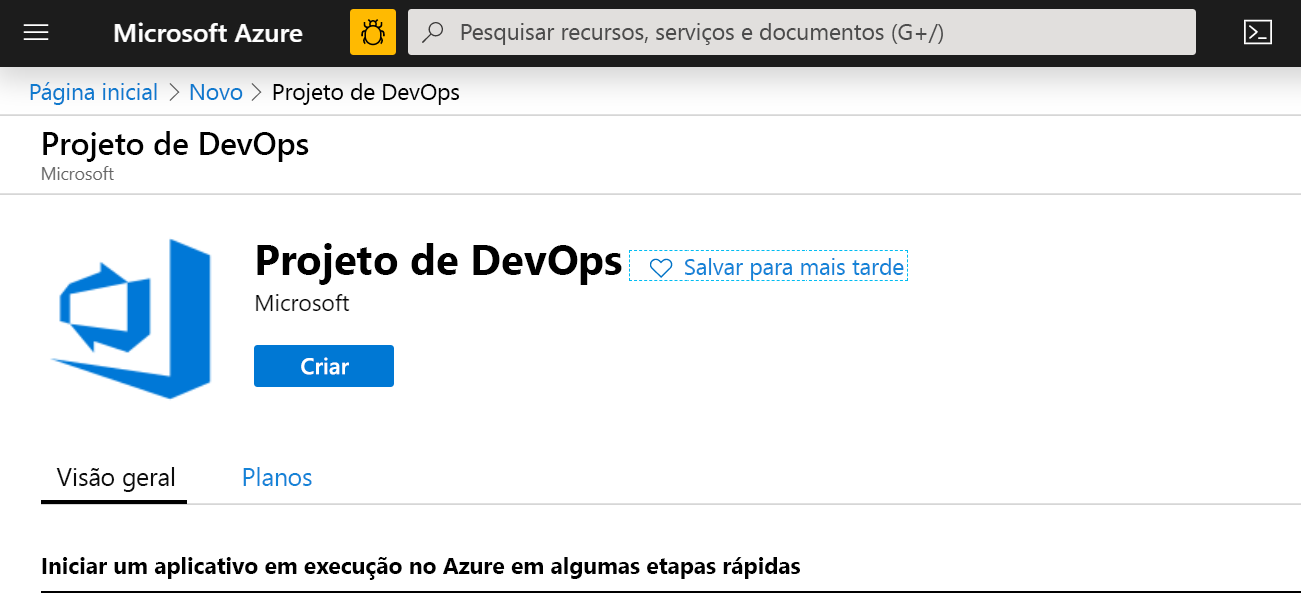 Microsoft Azure
Pesquisar recursos, serviços e documentos (G+/)
Página inicial > Novo > Projeto de DevOps
Projeto de DevOps
Microsoft
Projeto de DevOps
Salvar para mais tarde
Microsoft
Criar
Visão geral
Planos
Iniciar um aplicativo em execução no Azure em algumas etapas rápidas